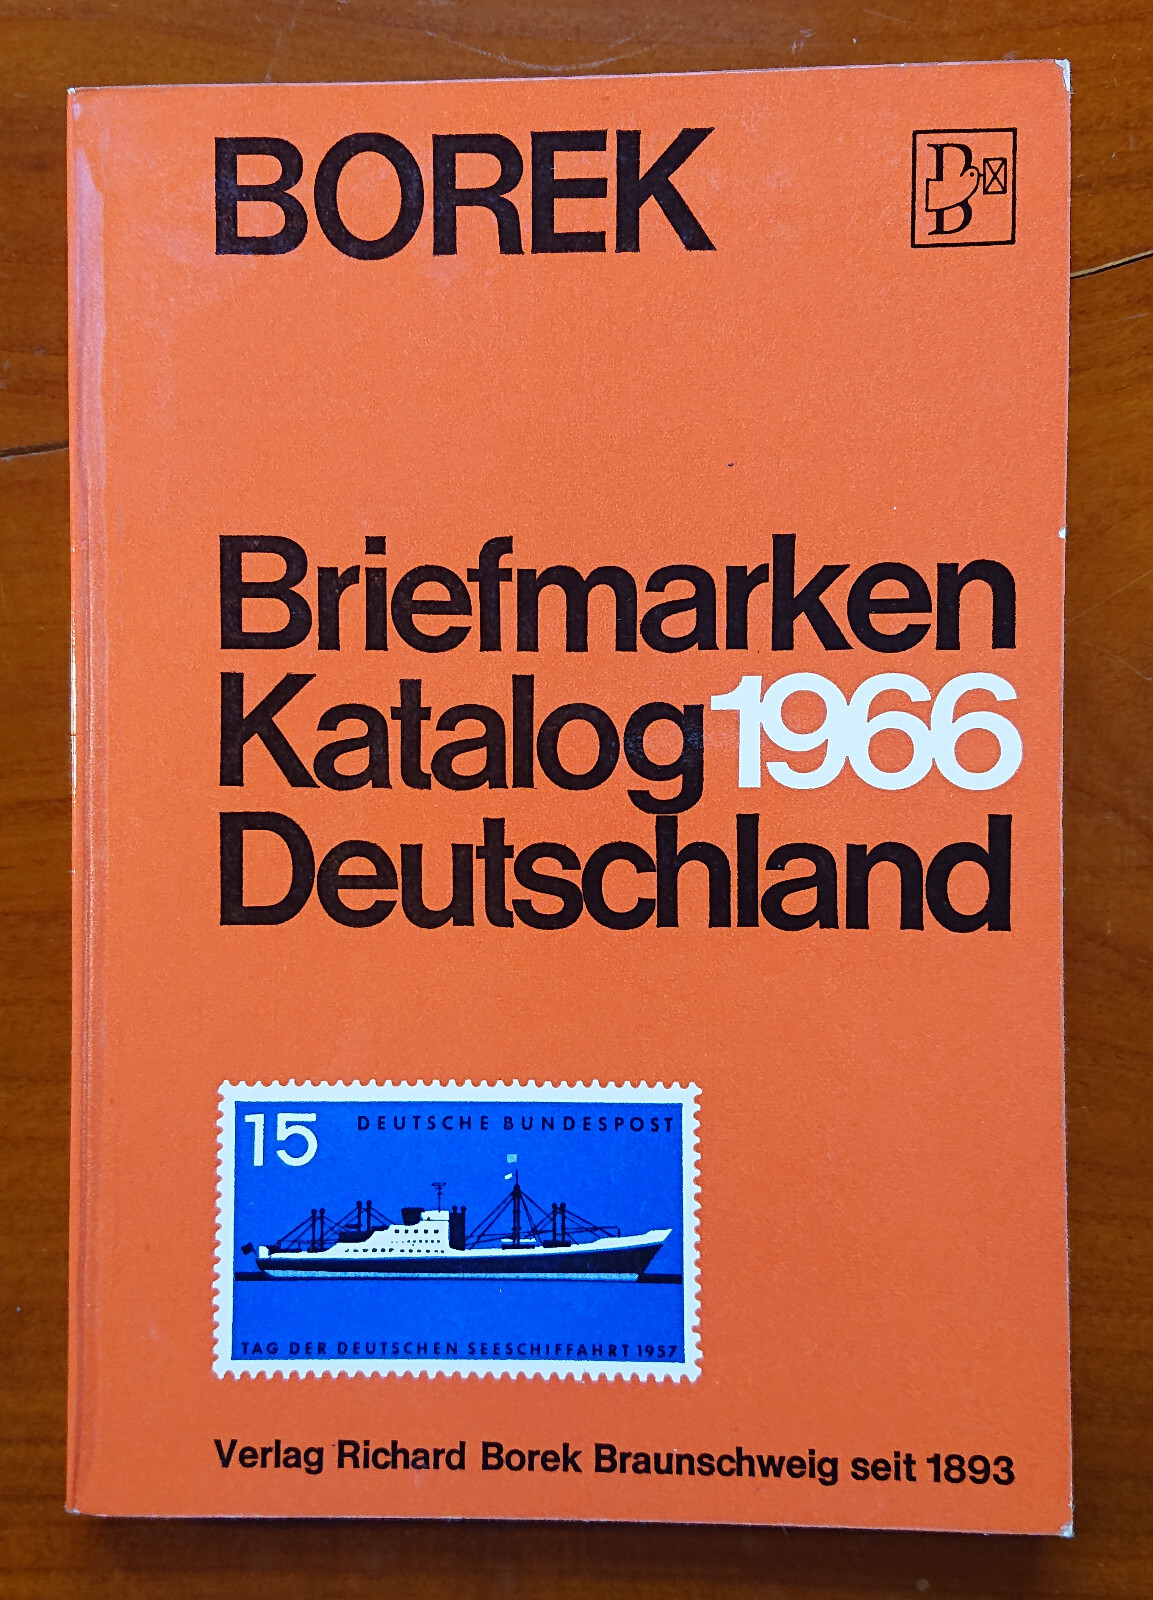 BOREK
D
D
Briefmarken
Katalog 1966
Deutschland
15
DEUTSCHE BUNDESPOST
TAG DER DEUTSCHEN SEESCHIFFAHRT 1957
Verlag Richard Borek Braunschweig seit 1893